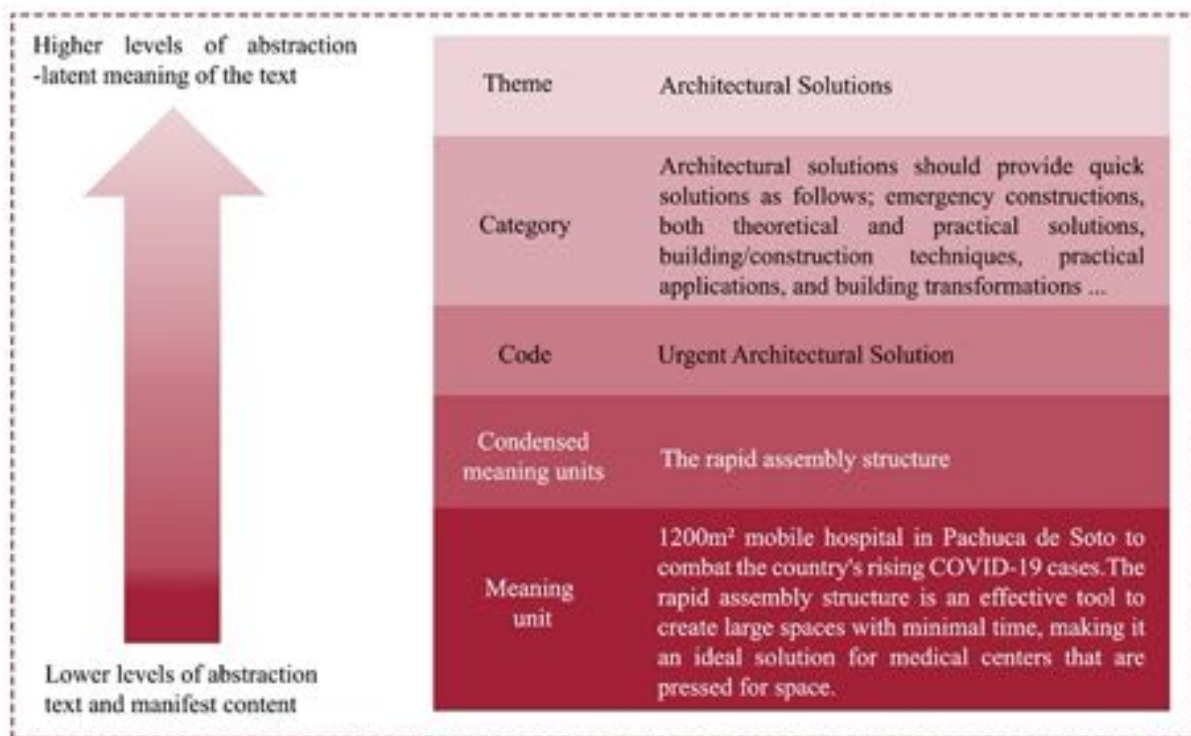 Higher levels of abstraction
-latent meaning of the text
Theme
Architectural Solutions
Category
Architectural solutions should provide quick
solutions as follows; emergency constructions,
both theoretical and practical solutions,
building/construction techniques, practical
applications, and building transformations ...
Code
Urgent Architectural Solution
Condensed
meaning units
The rapid assembly structure
Meaning
unit
1200m² mobile hospital in Pachuca de Soto to
combat the country's rising COVID-19 cases.The
rapid assembly structure is an effective tool to
create large spaces with minimal time, making it
an ideal solution for medical centers that are
pressed for space.
Lower levels of abstraction
text and manifest content